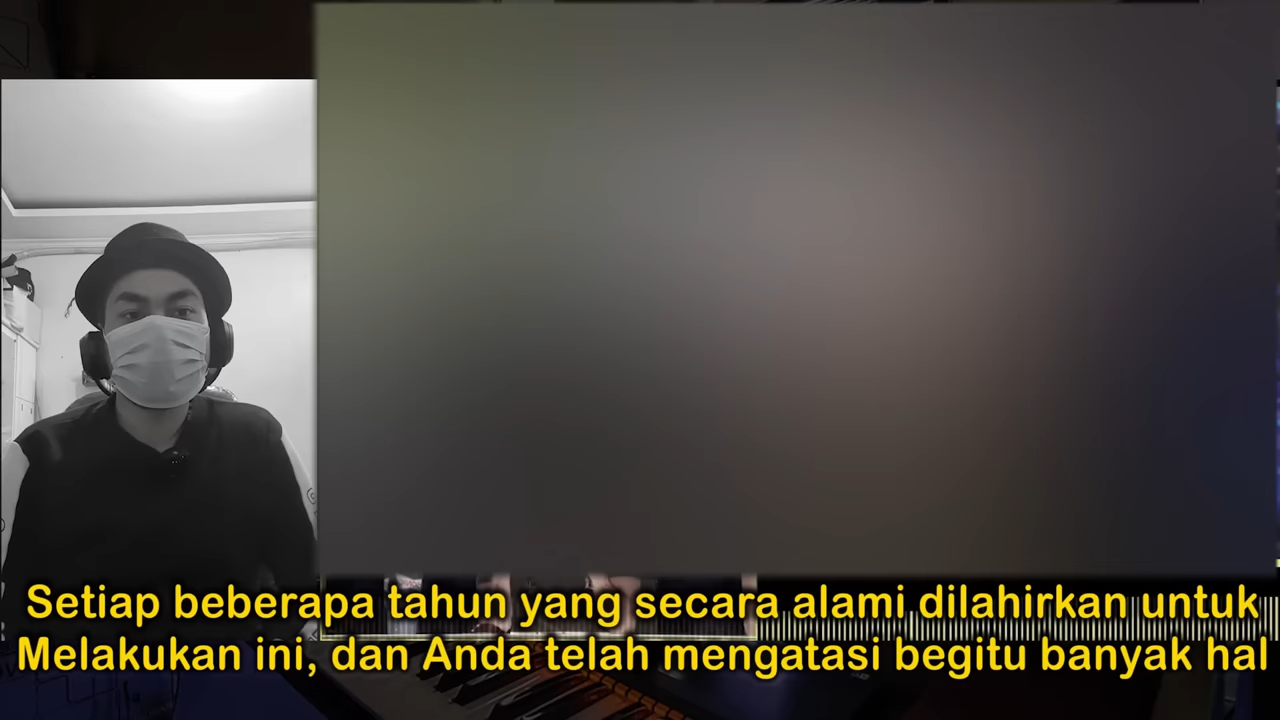 Setiap beberapa tahun yang secara alami dilahirkan untuk
Melakukan ini, dan Anda telah mengatasi begitu banyak hal